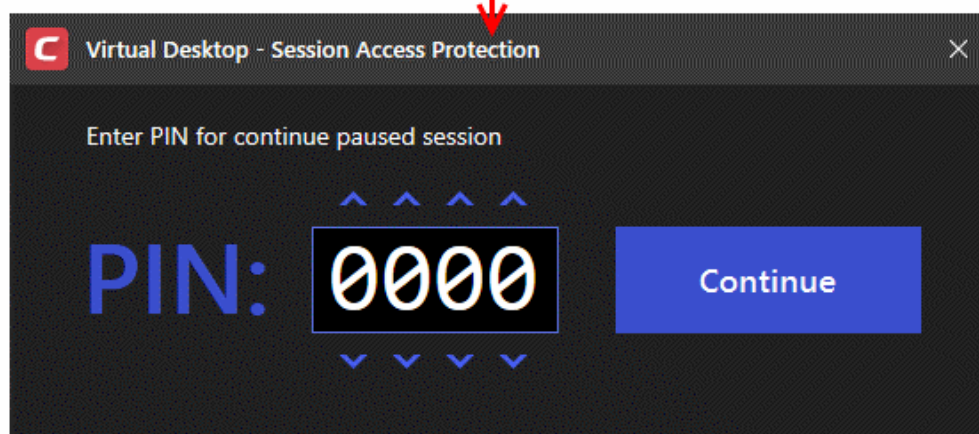 Virtual Desktop - Session Access Protection
Enter PIN for continue paused session
PIN: 0000 Continue